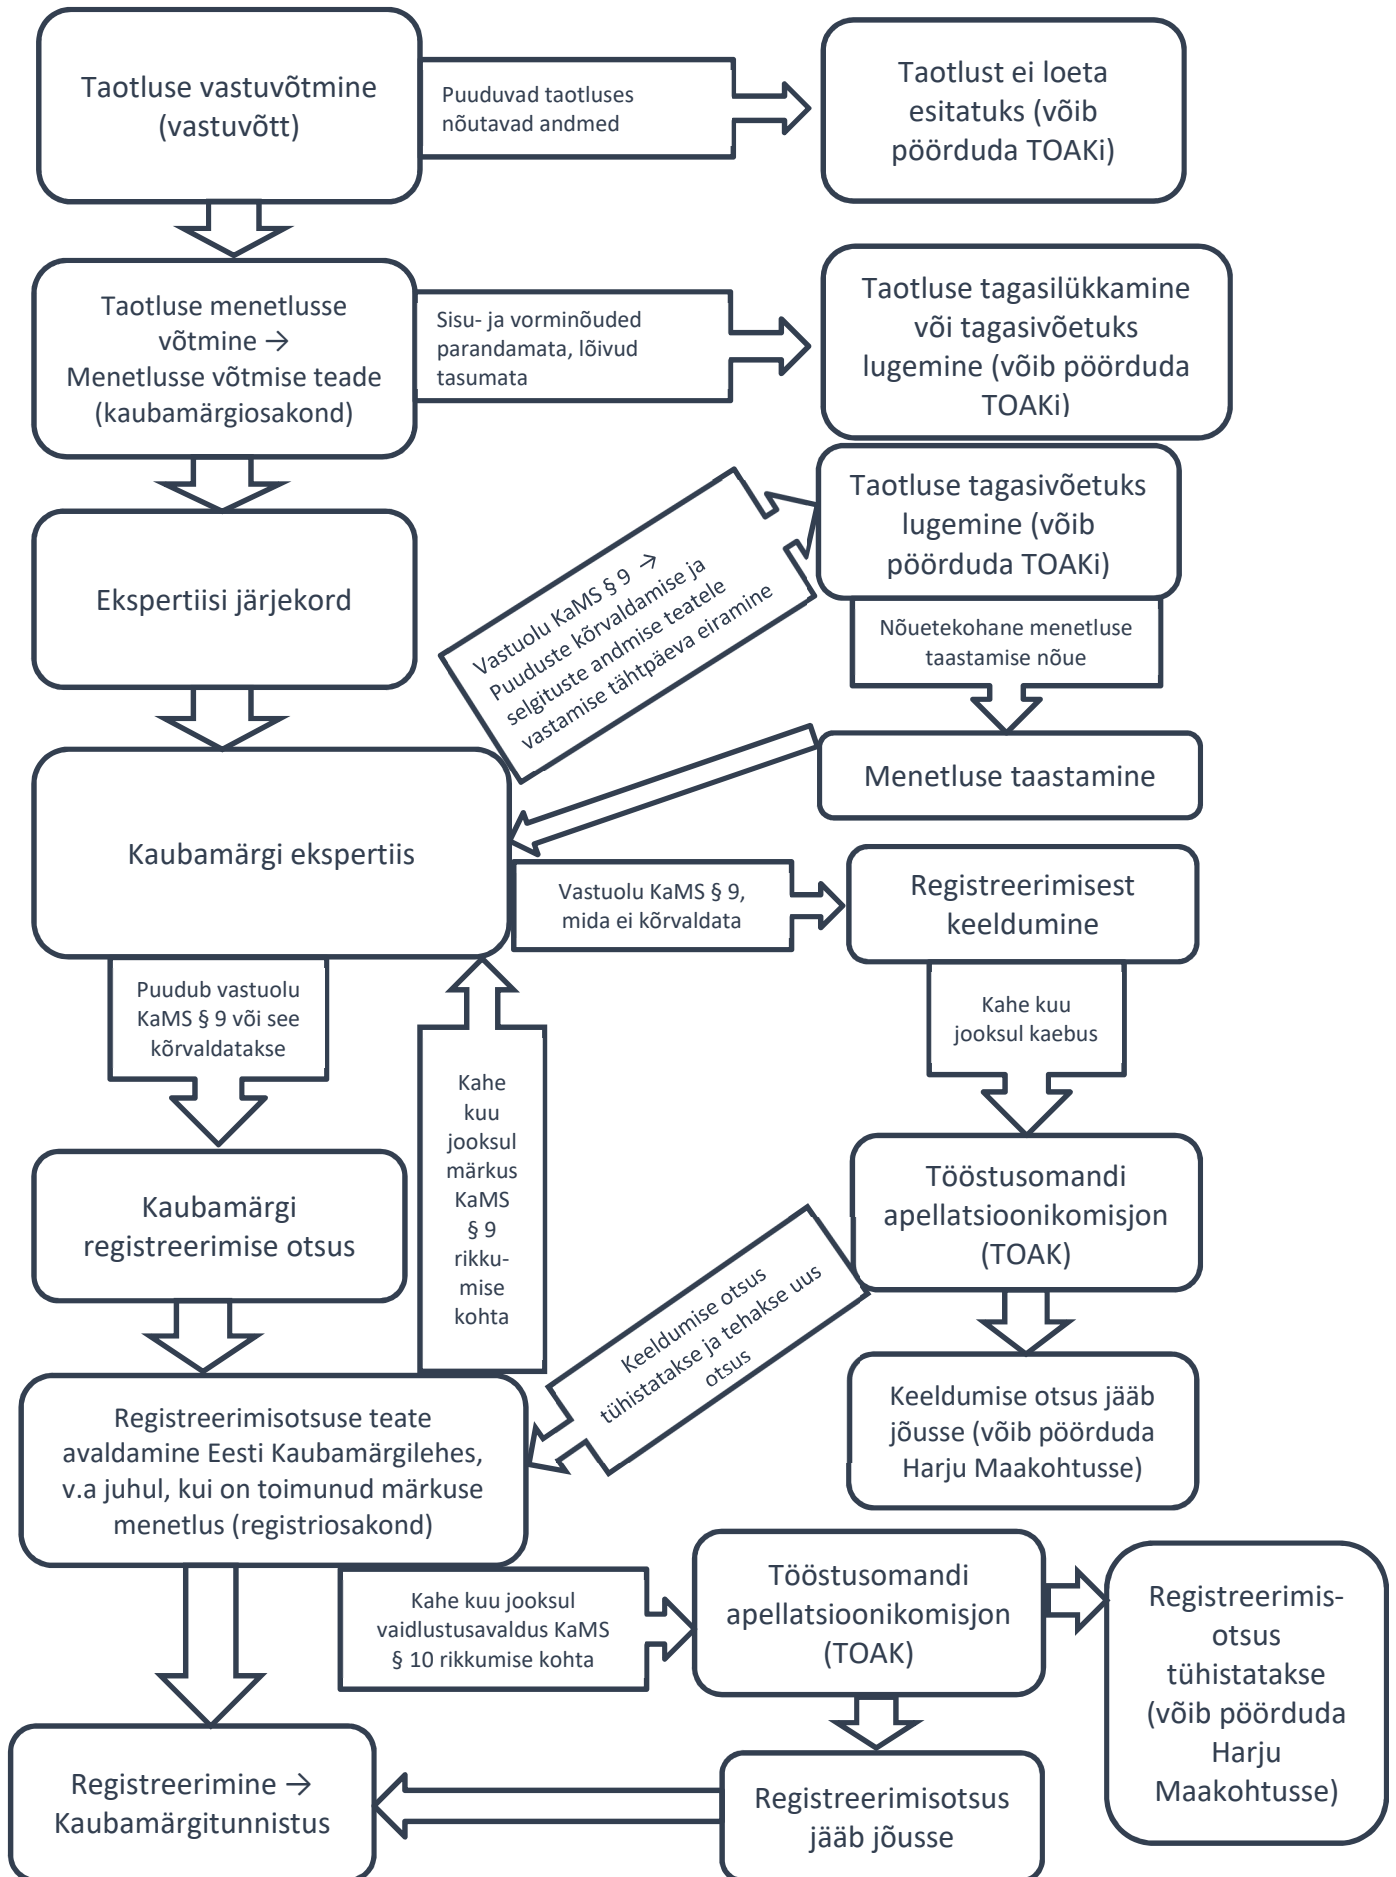 Taotluse vastuvõtmine
(vastuvõtt)
Puuduvad taotluses
nõutavad andmed
Taotlust ei loeta
esitatuks (võib
pöörduda TOAKi)
Taotluse menetlusse
võtmine →
Menetlusse võtmise teade
(kaubamärgiosakond)
Sisu- ja vorminõuded
parandamata, lõivud
tasumata
Taotluse tagasilükkamine
või tagasivõetuks
lugemine (võib pöörduda
TOAKi)
Ekspertiisi järjekord
Vastuolu KaMS § 9 →
Puuduste kõrvaldamise ja
selgituste andmise teatele
vastamise tähtpäeva eiramine
Taotluse tagasivõetuks
lugemine (võib
pöörduda TOAKi)
Nõuetekohane menetluse
taastamise nõue
Menetluse taastamine
Kaubamärgi ekspertiis
Vastuolu KaMS § 9,
mida ei kõrvaldata
Registreerimisest
keeldumine
Puudub vastuolu
KaMS § 9 või see
kõrvaldatakse
Kahe
kuu
jooksul
märkus
KaMS
§ 9
rikku-
mise
kohta
Kahe kuu
jooksul kaebus
Kaubamärgi
registreerimise otsus
Tööstusomandi
apellatsioonikomisjon
(TOAK)
Keeldumise otsus
tühistatakse ja tehakse uus
otsus
Keeldumise otsus jääb
jõusse (võib pöörduda
Harju Maakohtusse)
Registreerimisotsuse teate
avaldamine Eesti Kaubamärgilehes,
v.a juhul, kui on toimunud märkuse
menetlus (registriosakond)
Kahe kuu jooksul
vaidlustusavaldus KaMS
§ 10 rikkumise kohta
Tööstusomandi
apellatsioonikomisjon
(TOAK)
Registreerimis-
otsus
tühistatakse
(võib pöörduda
Harju
Maakohtusse)
Registreerimine →
Kaubamärgitunnistus
Registreerimisotsus
jääb jõusse